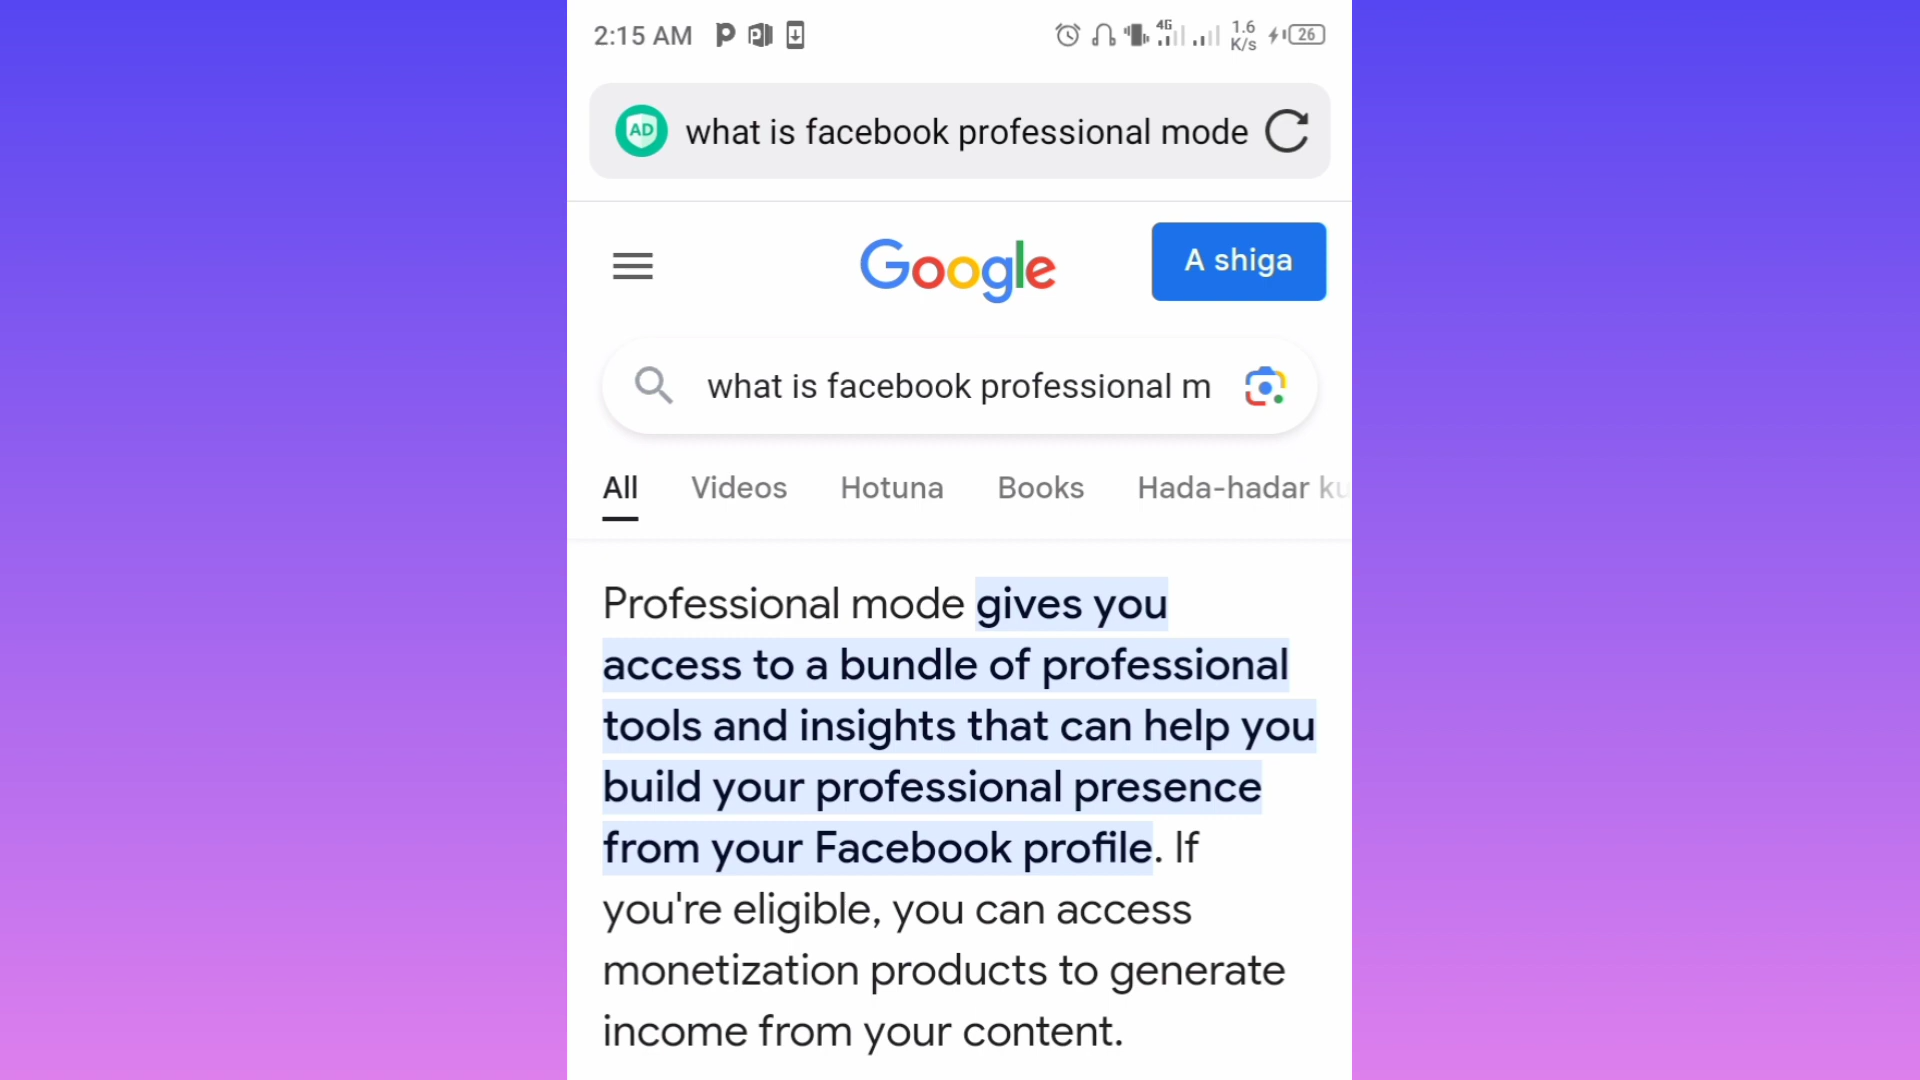 2:15 AM
4G
1.6
K/s
26
AD
what is facebook professional mode
Google
A shiga
what is facebook professional m
All Videos Hotuna Books Hada-hadar ku
Professional mode gives you
access to a bundle of professional
tools and insights that can help you
build your professional presence
from your Facebook profile. If
you're eligible, you can access
monetization products to generate
income from your content.